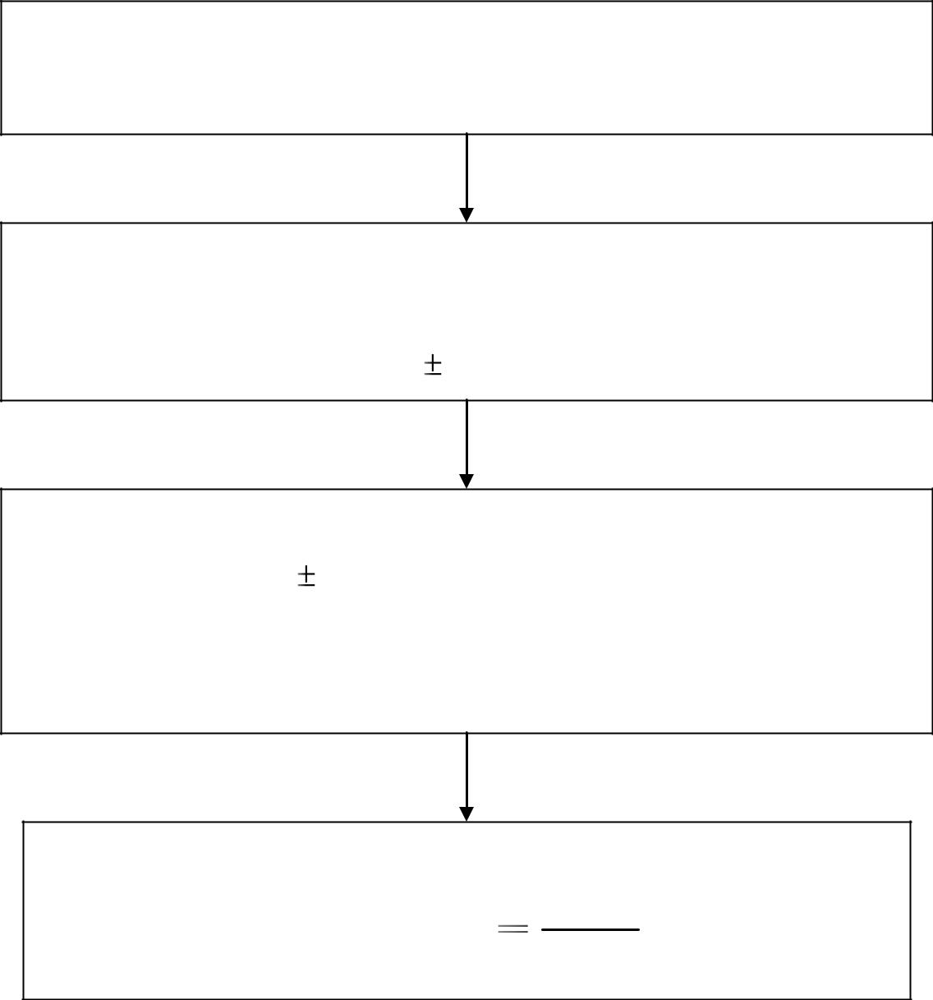 ±
±
=